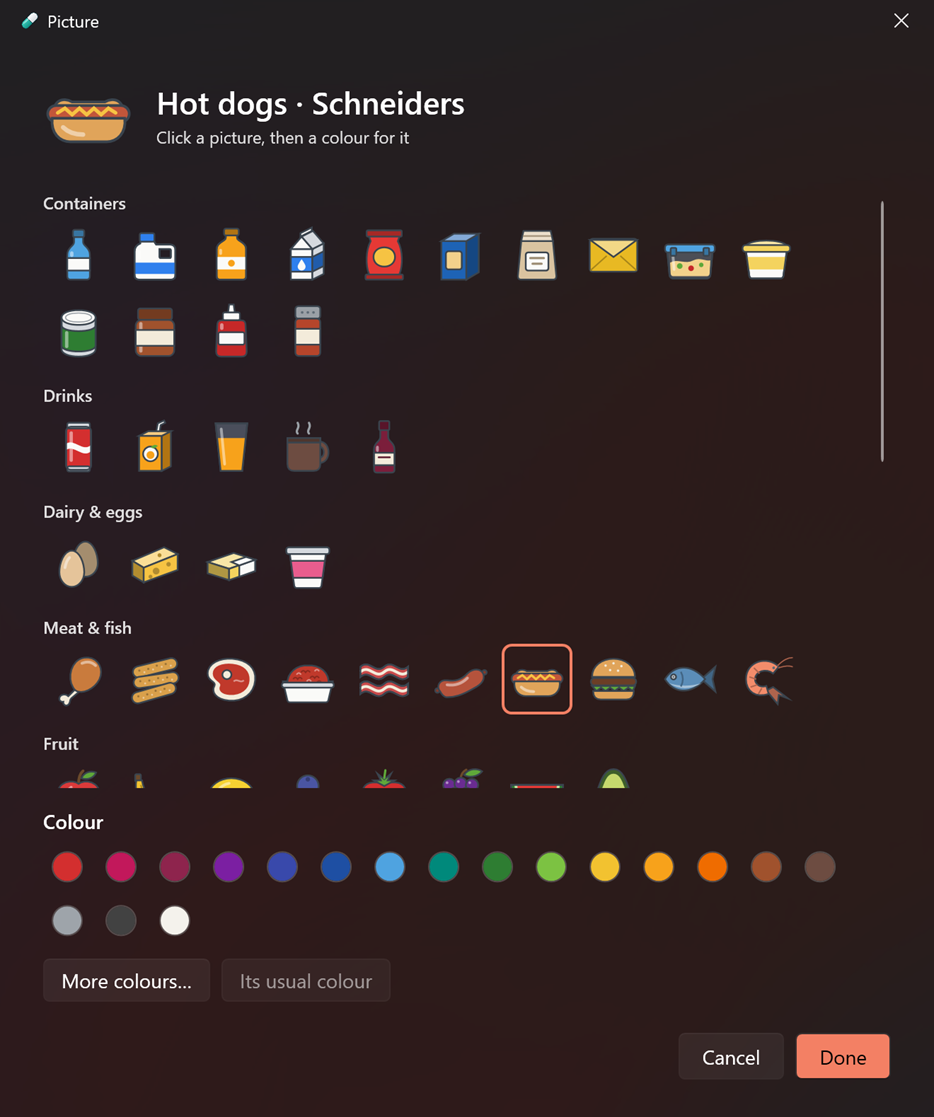 Picture
Hot dogs · Schneiders
Click a picture, then a colour for it
Containers
Drinks
Dairy & eggs
Meat & fish
Fruit
Colour
More colours...
Its usual colour
Cancel
Done